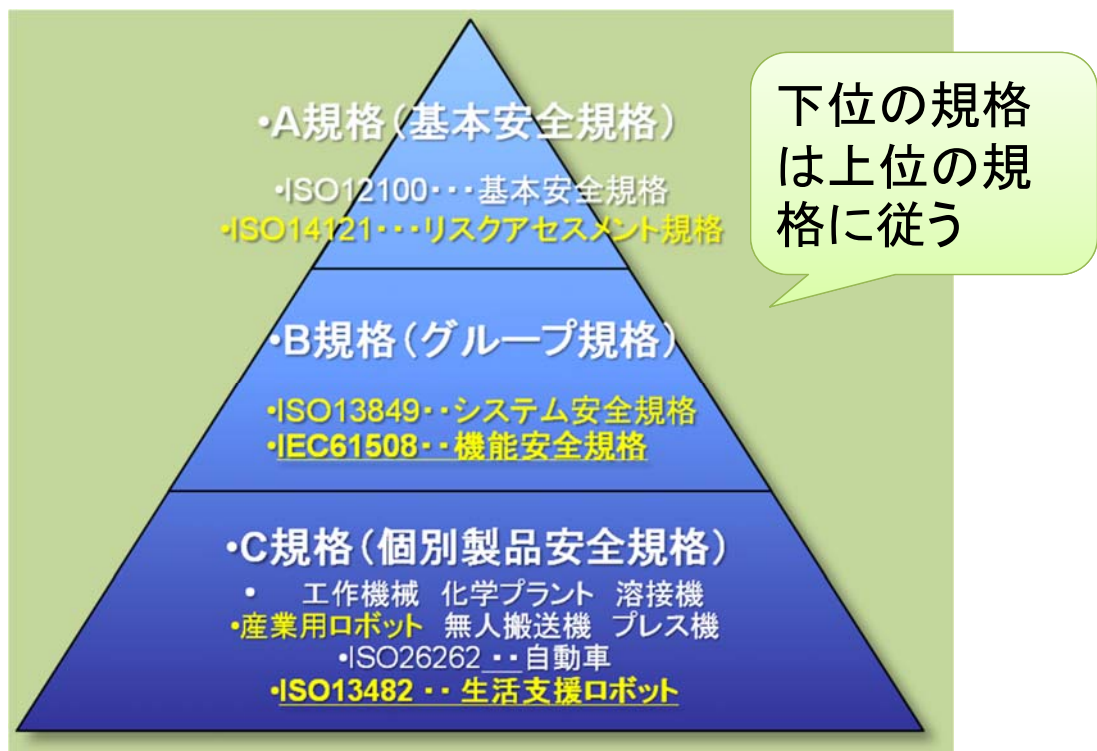 •A規格(基本安全規格)
•ISO12100・・・基本安全規格
•ISO14121・・・リスクアセスメント規格
•B規格(グループ規格)
•ISO13849・・システム安全規格
•IEC61508・・機能安全規格
•C規格(個別製品安全規格)
• 工作機械 化学プラント 溶接機
•産業用ロボット 無人搬送機 プレス機
•ISO26262 ・・自動車
•ISO13482 ・・ 生活支援ロボット
下位の規格
は上位の規
格に従う